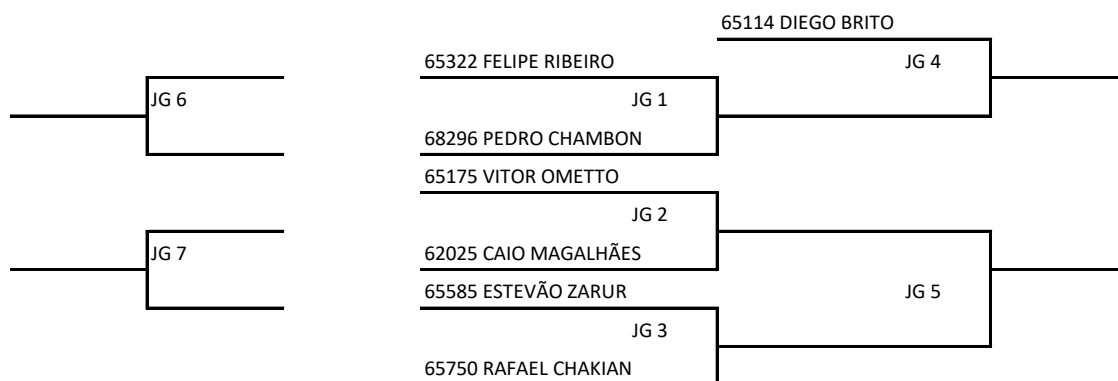 65114 DIEGO BRITO
65322 FELIPE RIBEIRO
JG 4
JG 6
JG 1
68296 PEDRO CHAMBON
65175 VITOR OMETTO
JG 2
JG 7
62025 CAIO MAGALHÃES
65585 ESTEVÃO ZARUR
JG 5
JG 3
65750 RAFAEL CHAKIAN